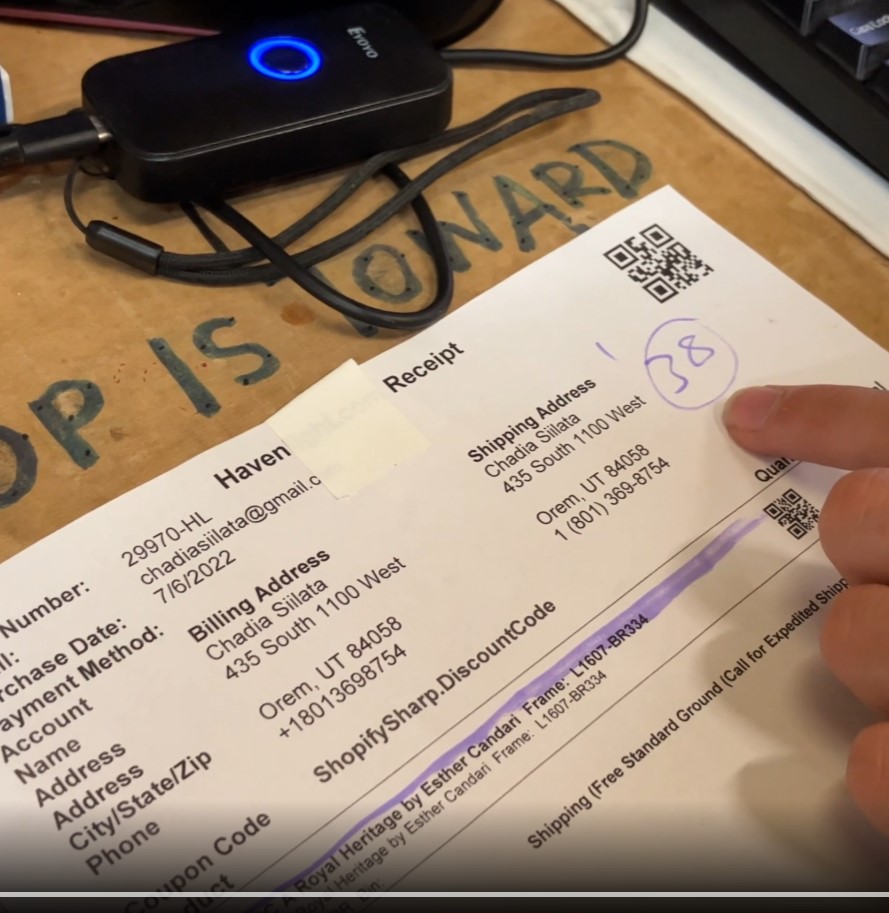 EYOYO
OP IS TOWARD
Haven
Receipt
38
Number:
29970-HL
chadiasiilata@gmail.c
Purchase Date:
7/6/2022
Payment Method:
Account
Billing Address
Shipping Address
Name
Chadia Siilata
Chadia Siilata
Address
435 South 1100 West
435 South 1100 West
Address
City/State/Zip
Orem, UT 84058
Orem, UT 84058
Phone
+18013698754
1 (801) 369-8754
Coupon Code
ShopifySharp.DiscountCode
duct
A Royal Heritage by Esther Candari Frame: L1607-BR334
Royal Heritage by Esther Candari Frame: L1607-BR334
Shipping (Free Standard Ground (Call for Expedited Shipp